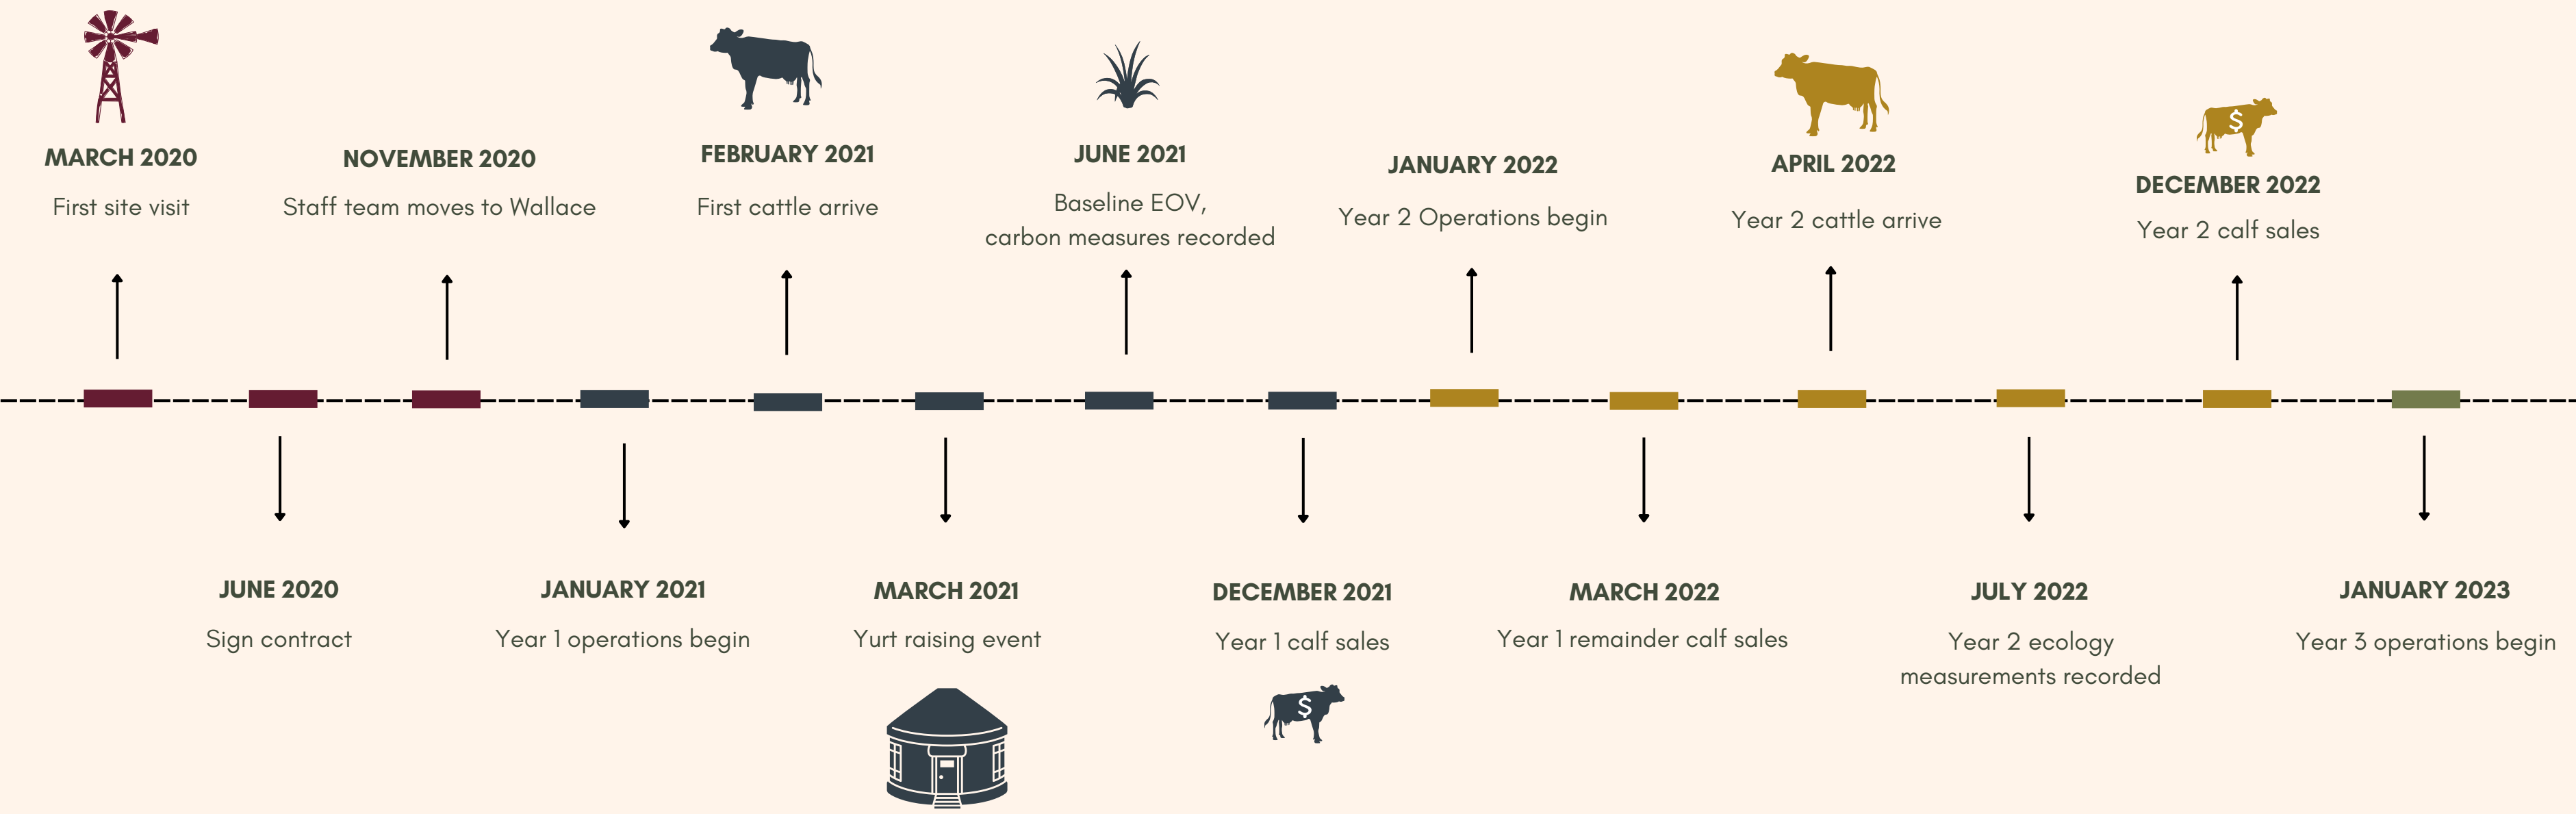 MARCH 2020
First site visit
NOVEMBER 2020
Staff team moves to Wallace
FEBRUARY 2021
First cattle arrive
JUNE 2021
Baseline EOV,
carbon measures recorded
JANUARY 2022
Year 2 Operations begin
APRIL 2022
Year 2 cattle arrive
$
DECEMBER 2022
Year 2 calf sales
JUNE 2020
Sign contract
JANUARY 2021
Year 1 operations begin
MARCH 2021
Yurt raising event
DECEMBER 2021
Year 1 calf sales
$
MARCH 2022
Year 1 remainder calf sales
JULY 2022
Year 2 ecology
measurements recorded
JANUARY 2023
Year 3 operations begin